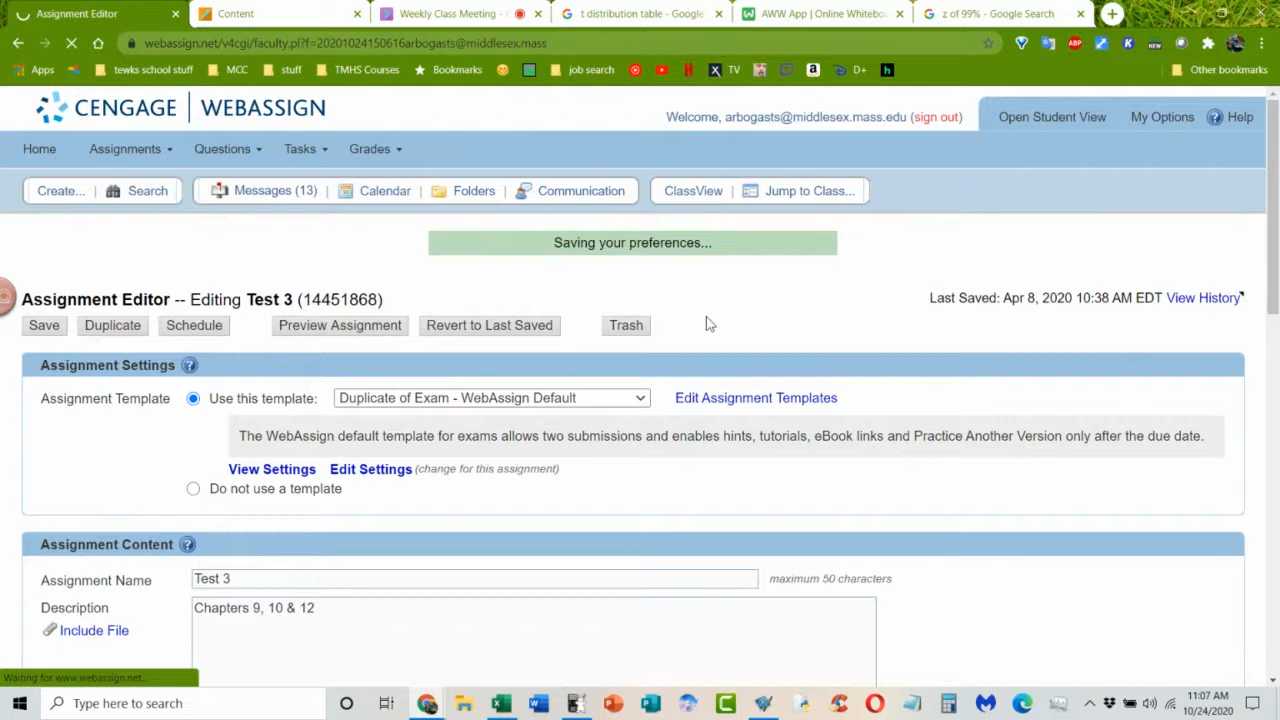 Assignment Editor
Content
Weekly Class Meeting -
t distribution table - Google
AWW App | Online Whiteboa
z of 99% - Google Search
webassign.net/v4cgi/faculty.pl?f=20201024150616arbogasts@middlesex.mass
Apps
tewks school stuff
MCC
stuff
TMHS Courses
Bookmarks
job search
TV
D+
Other bookmarks
CENGAGE | WEBASSIGN
Welcome, arbogasts@middlesex.mass.edu (sign out)
Open Student View
My Options
Help
Home
Assignments
Questions
Tasks
Grades
Create... | Search
Messages (13) | Calendar | Folders | Communication
ClassView | Jump to Class...
Saving your preferences...
Assignment Editor -- Editing Test 3 (14451868)
Last Saved: Apr 8, 2020 10:38 AM EDT View History
Save
Duplicate
Schedule
Preview Assignment
Revert to Last Saved
Trash
Assignment Settings
Assignment Template
Use this template:
Duplicate of Exam - WebAssign Default
Edit Assignment Templates
The WebAssign default template for exams allows two submissions and enables hints, tutorials, eBook links and Practice Another Version only after the due date.
View Settings Edit Settings (change for this assignment)
Do not use a template
Assignment Content
Assignment Name
Test 3
maximum 50 characters
Description
Chapters 9, 10 & 12
Include File
Waiting for www.webassign.net...
Type here to search
11:07 AM
10/24/2020